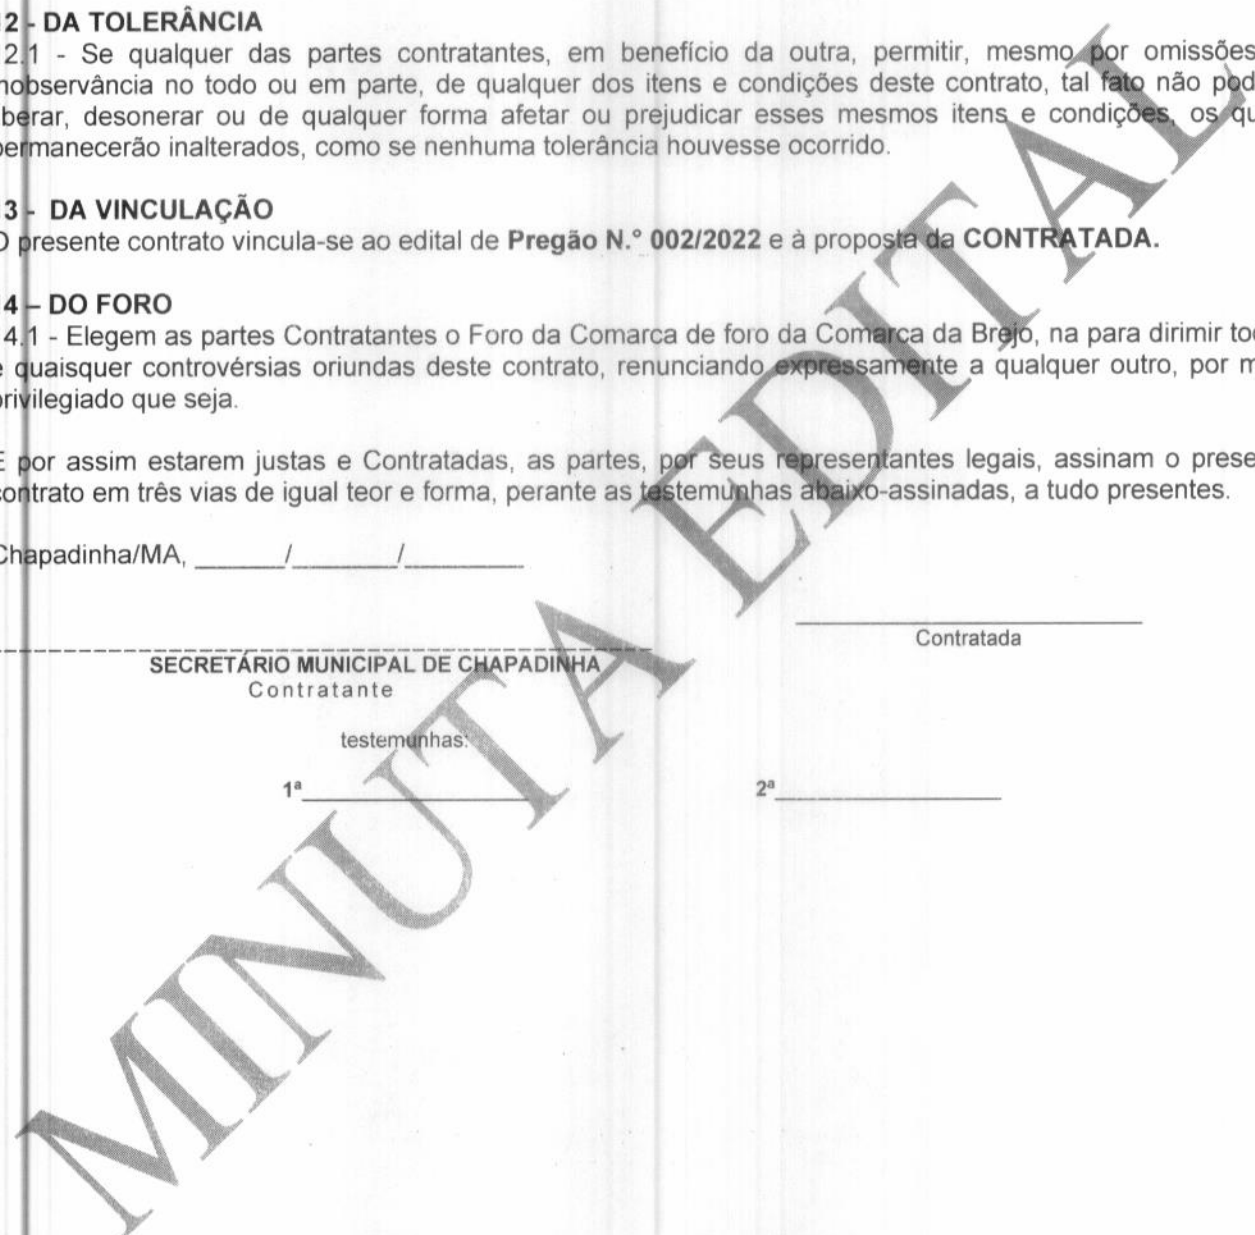 2 - DA TOLERÂNCIA
2.1 - Se qualquer das partes contratantes, em benefício da outra, permitir, mesmo por omissões
nobservância no todo ou em parte, de qualquer dos itens e condições deste contrato, tal fato não pod
berar, desonerar ou de qualquer forma afetar ou prejudicar esses mesmos itens e condições, os qu
permanecerão inalterados, como se nenhuma tolerância houvesse ocorrido.
3 - DA VINCULAÇÃO
O presente contrato vincula-se ao edital de Pregão N.° 002/2022 e à proposta da CONTRATADA.
4 – DO FORO
4.1 - Elegem as partes Contratantes o Foro da Comarca de foro da Comarca da Brejo, na para dirimir to
e quaisquer controvérsias oriundas deste contrato, renunciando expressamente a qualquer outro, por m
privilegiado que seja.
E por assim estarem justas e Contratadas, as partes, por seus representantes legais, assinam o prese
contrato em três vias de igual teor e forma, perante as testemunhas abaixo-assinadas, a tudo presentes.
Chapadinha/MA, ______/_______/________
Contratada
SECRETÁRIO MUNICIPAL DE CHAPADINHA
Contratante
testemunhas:
1ª_______________ 2ª_______________
MINUTA EDITAL